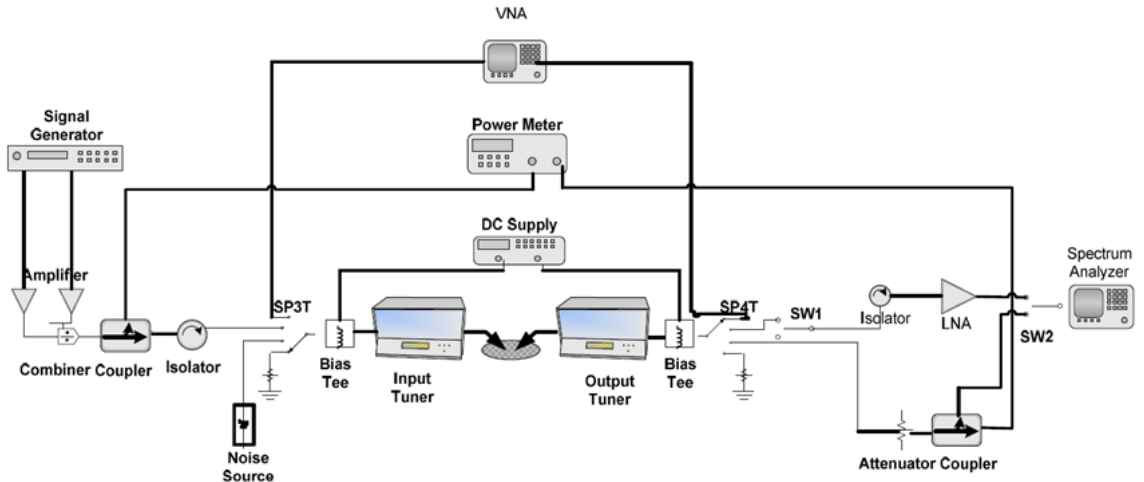 VNA
Signal
Generator
Power Meter
DC Supply
Spectrum
Analyzer
Amplifier
SP3T
SP4T
SW1
Isolator
LNA
SW2
Combiner Coupler Isolator
Bias
Tee
Input
Tuner
Output
Tuner
Bias
Tee
Noise
Source
Attenuator Coupler